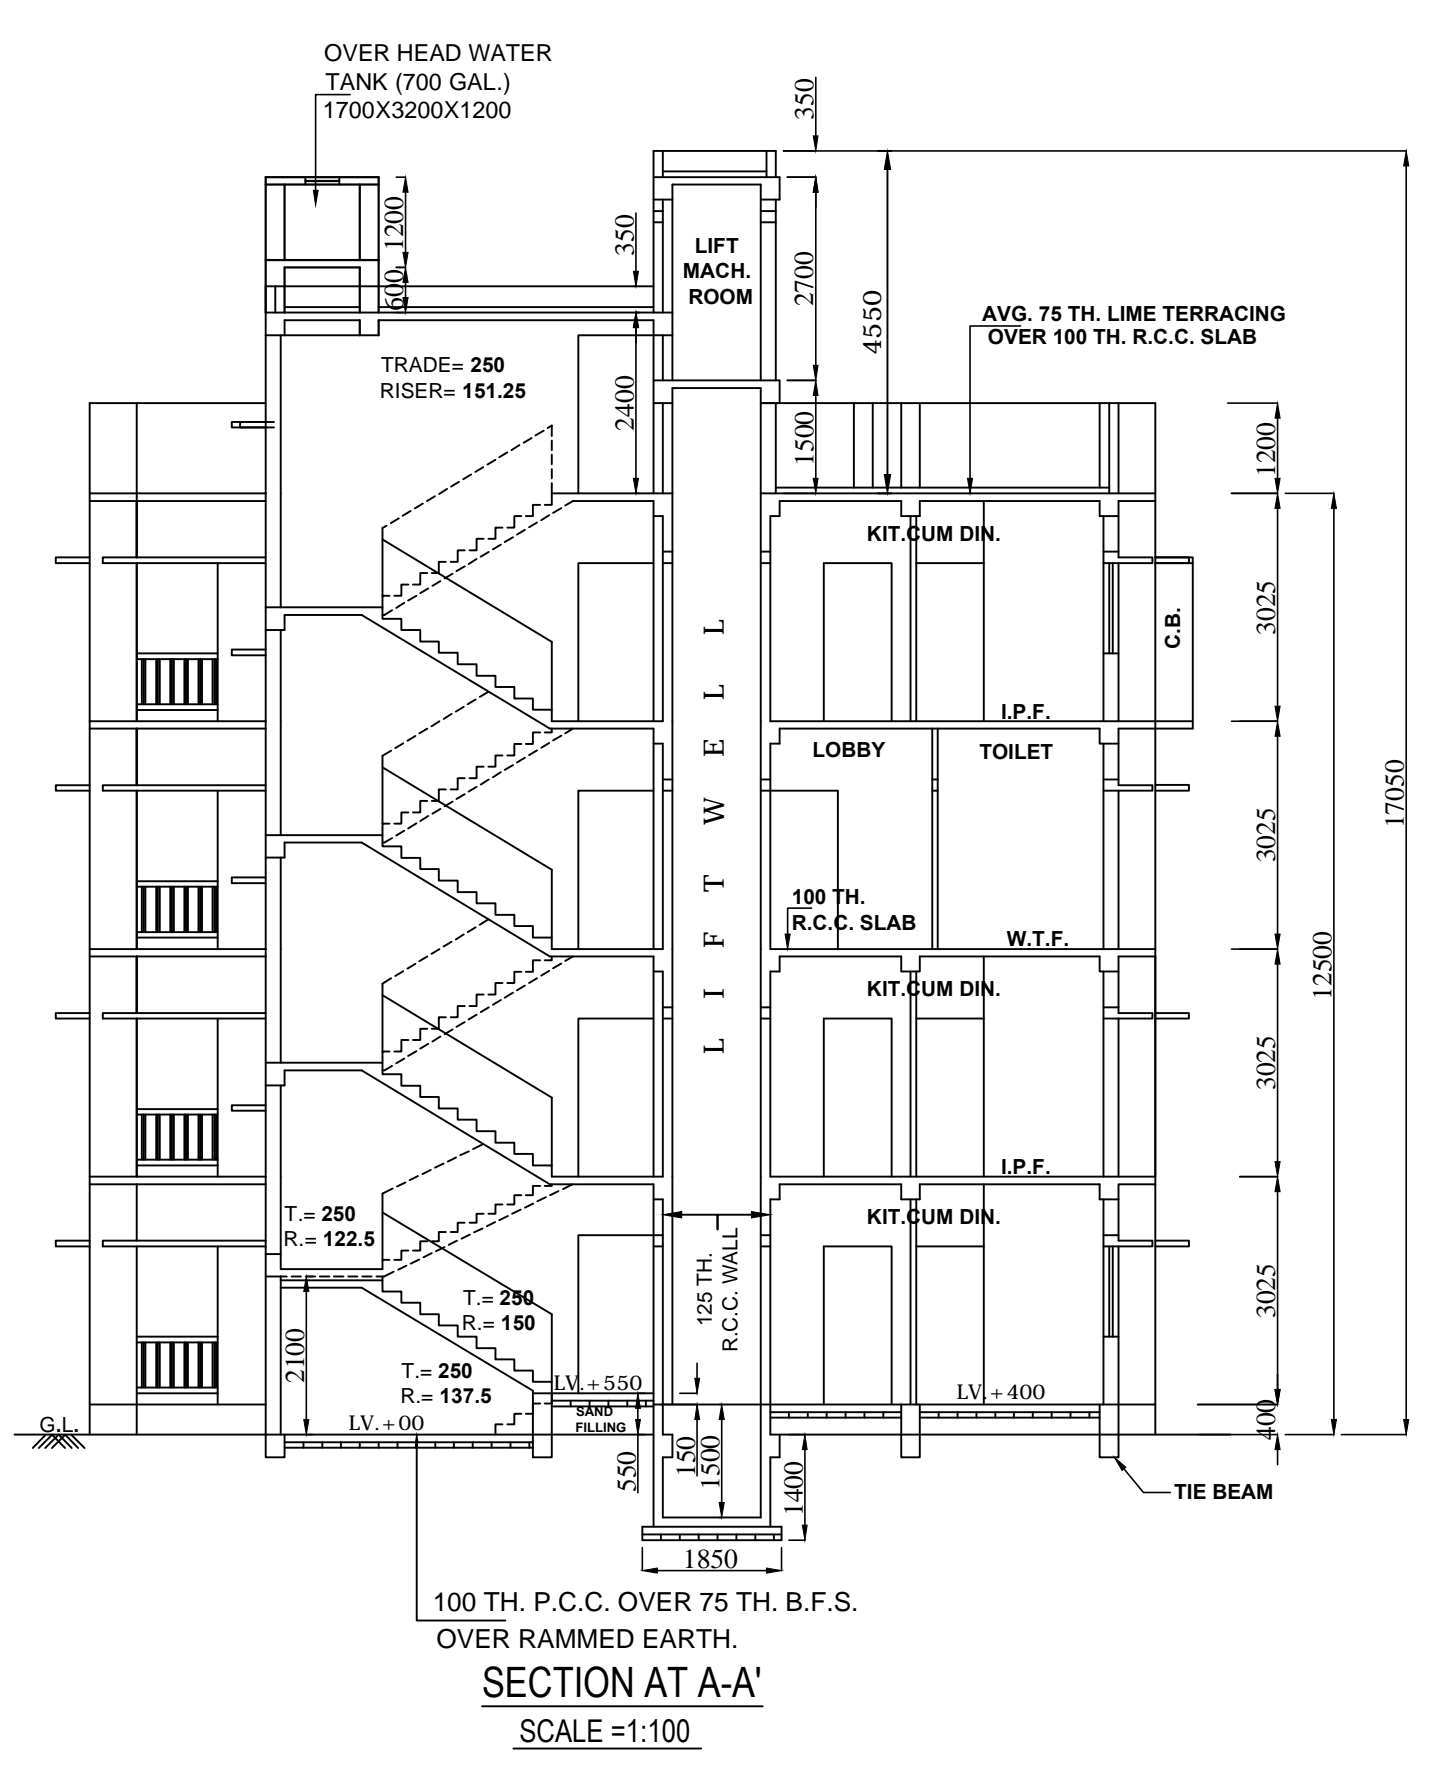 OVER HEAD WATER
TANK (700 GAL.)
1700X3200X1200
350
1200
600
350
LIFT
MACH.
ROOM
2700
4550
AVG. 75 TH. LIME TERRACING
OVER 100 TH. R.C.C. SLAB
TRADE= 250
RISER= 151.25
2400
1500
1200
KIT.CUM DIN.
3025
C.B.
I.P.F.
LIFT WELL
LOBBY
TOILET
3025
17050
100 TH.
R.C.C. SLAB
W.T.F.
12500
KIT.CUM DIN.
3025
I.P.F.
T.= 250
R.= 122.5
KIT.CUM DIN.
125 TH.
R.C.C. WALL
3025
T.= 250
R.= 150
2100
T.= 250
R.= 137.5
LV.+550
LV.+400
SAND
FILLING
G.L.
LV.+00
400
550
150
1500
1400
TIE BEAM
1850
100 TH. P.C.C. OVER 75 TH. B.F.S.
OVER RAMMED EARTH.
SECTION AT A-A'
SCALE =1:100